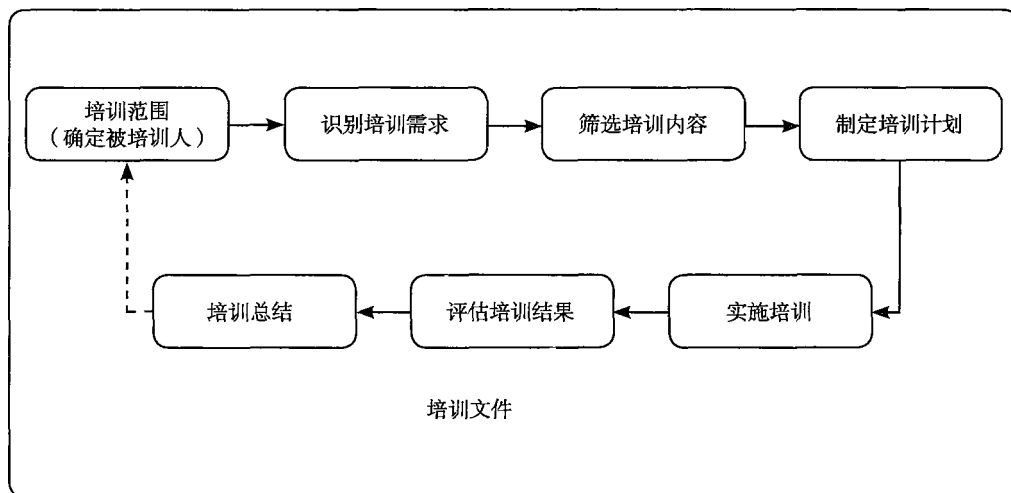 培训范围
（确定被培训人）
识别培训需求
筛选培训内容
制定培训计划
培训总结
评估培训结果
实施培训
培训文件